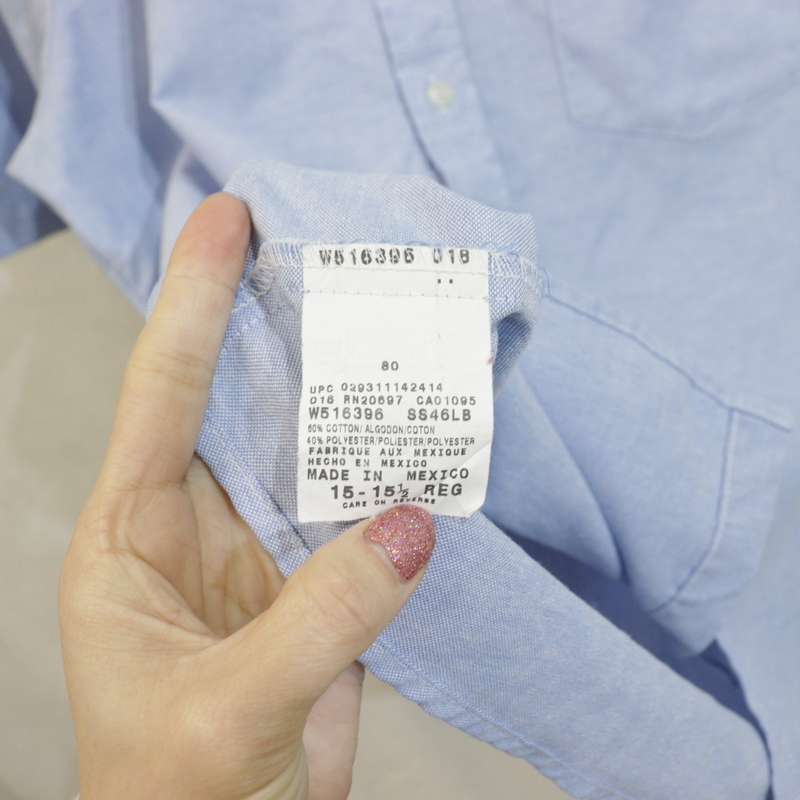 W516396 018
80
UPC 029311142414
018 RN20697 CA01095
W516396 SS46LB
60% COTTON/ALGODON/COTON
40% POLYESTER/POLIESTER/POLYESTER
FABRIQUE AUX MEXIQUE
HECHO EN MEXICO
MADE IN MEXICO
15-15½ REG
CARE ON REVERSE